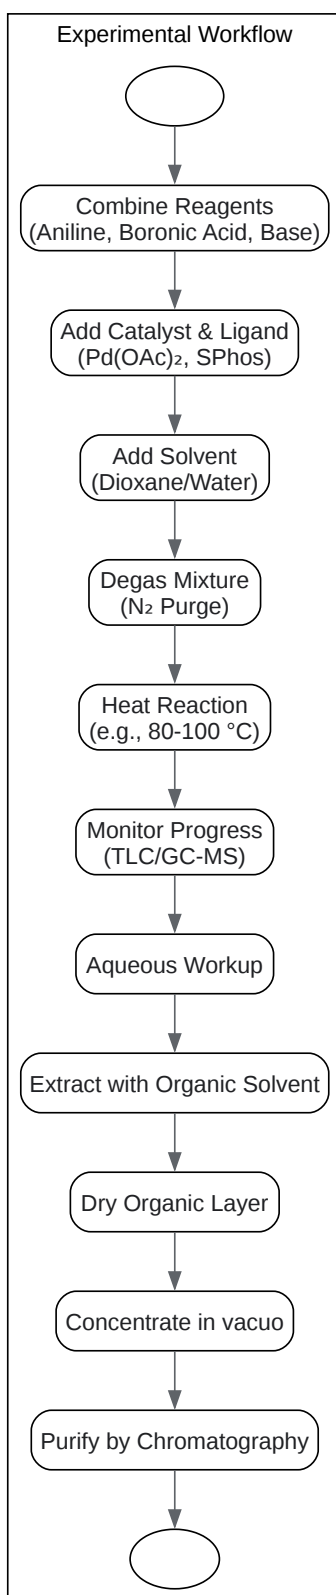 Experimental Workflow
Combine Reagents
(Aniline, Boronic Acid, Base)
Add Catalyst & Ligand
(Pd(OAc)₂, SPhos)
Add Solvent
(Dioxane/Water)
Degas Mixture
(N₂ Purge)
Heat Reaction
(e.g., 80-100 °C)
Monitor Progress
(TLC/GC-MS)
Aqueous Workup
Extract with Organic Solvent
Dry Organic Layer
Concentrate in vacuo
Purify by Chromatography